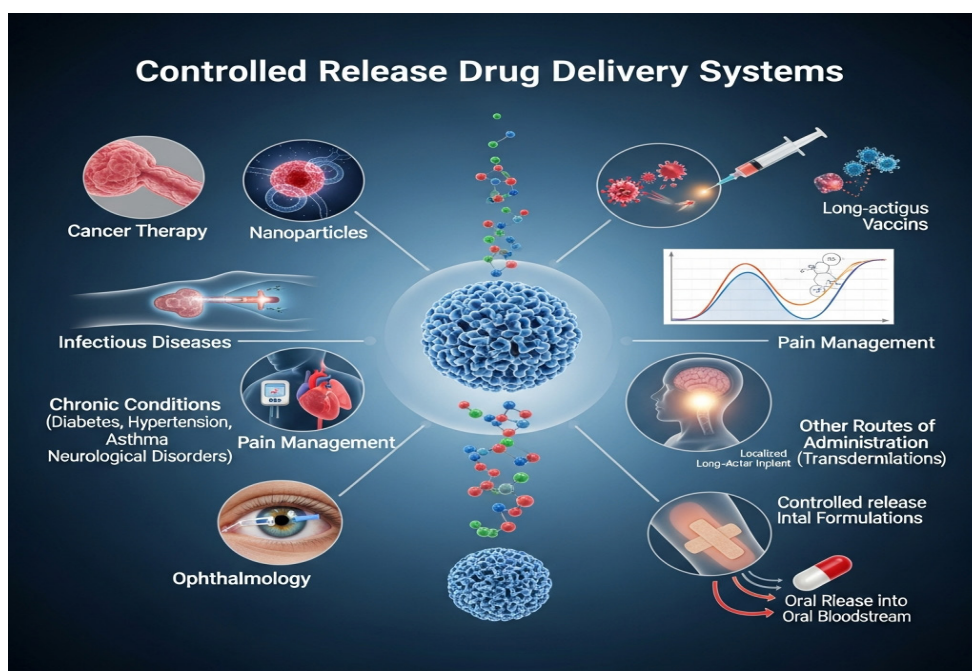 Controlled Release Drug Delivery Systems
Cancer Therapy
Nanoparticles
Long-actigus
Vaccins
Infectious Diseases
Pain Management
Chronic Conditions
(Diabetes, Hypertension,
Asthma
Neurological Disorders)
Pain Management
Localized
Long-Actar Inplent
Other Routes of
Administration
(Transdemilations)
Controlled release
Intal Formulations
Ophthalmology
Oral Rlease into
Oral Bloodstream